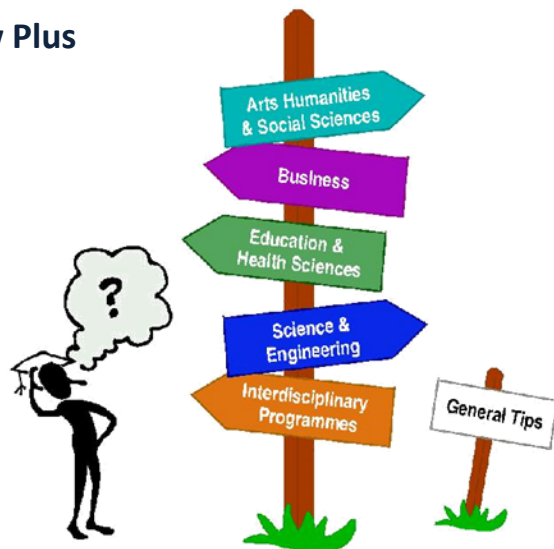 Plus
Arts Humanities
& Social Sciences
Business
Education &
Health Sciences
Science &
Engineering
Interdisciplinary
Programmes
General Tips
?